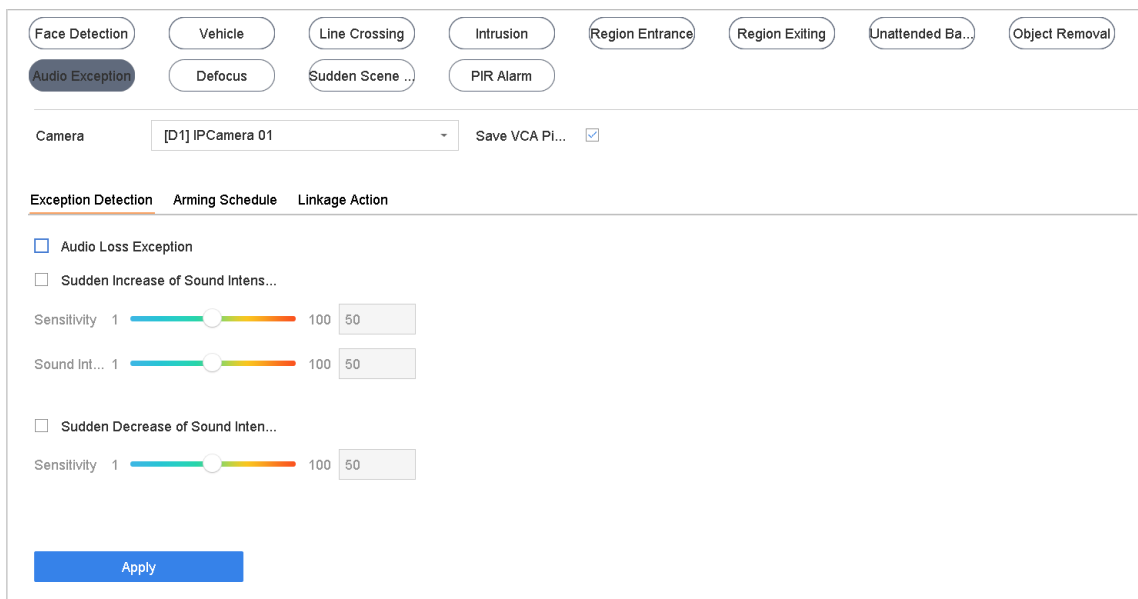 Face Detection Vehicle Line Crossing Intrusion Region Entrance Region Exiting Unattended Ba... Object Removal
Audio Exception Defocus Sudden Scene ... PIR Alarm
Camera [D1] IPCamera 01 Save VCA Pi...
Exception Detection Arming Schedule Linkage Action
Audio Loss Exception
Sudden Increase of Sound Intens...
Sensitivity 1 100 50
Sound Int... 1 100 50
Sudden Decrease of Sound Inten...
Sensitivity 1 100 50
Apply